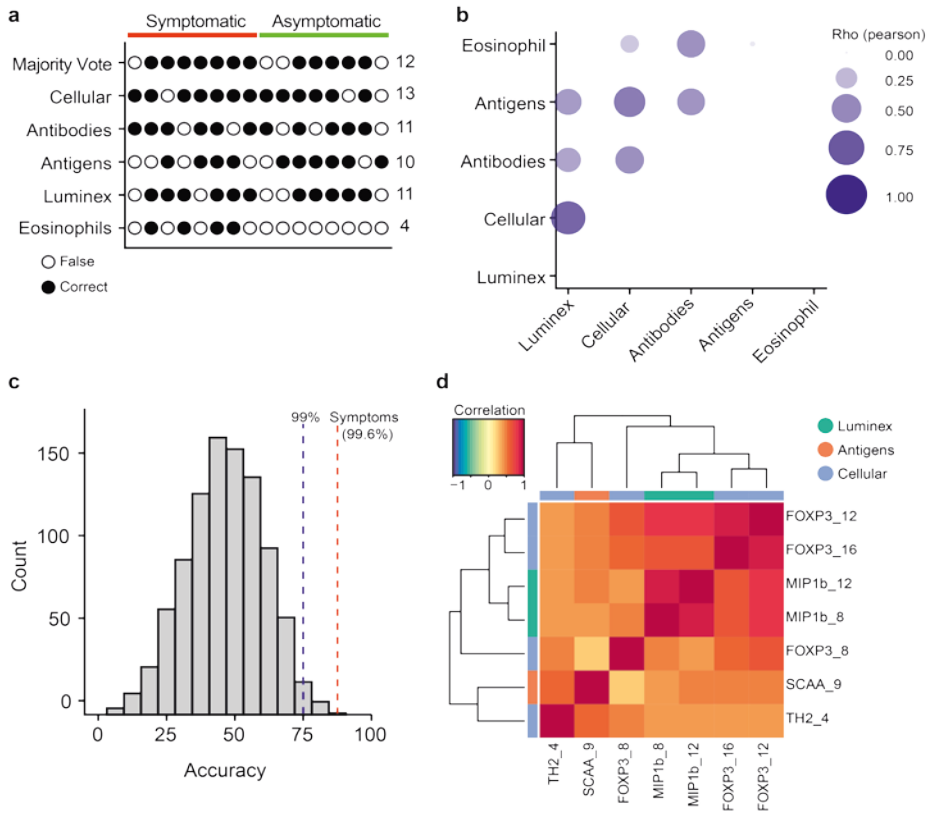 a
Symptomatic Asymptomatic
Majority Vote 12
Cellular 13
Antibodies 11
Antigens 10
Luminex 11
Eosinophils 4
False
Correct
b
Eosinophil
Antigens
Antibodies
Cellular
Luminex
Luminex
Cellular
Antibodies
Antigens
Eosinophil
Rho (pearson)
0.00
0.25
0.50
0.75
1.00
c
99% Symptoms
(99.6%)
Count
150
100
50
0
0 25 50 75 100
Accuracy
d
Correlation
−1 0 1
Luminex
Antigens
Cellular
FOXP3_12
FOXP3_16
MIP1b_12
MIP1b_8
FOXP3_8
SCAA_9
TH2_4
TH2_4
SCAA_9
FOXP3_8
MIP1b_8
MIP1b_12
FOXP3_16
FOXP3_12